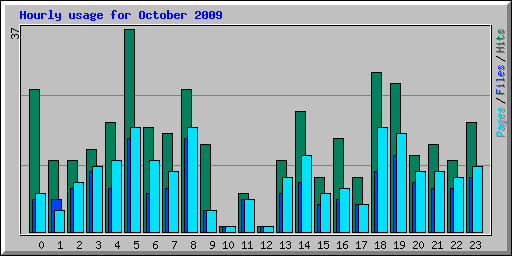 Hourly usage for October 2009
37
Pages / Files / Hits
0 1 2 3 4 5 6 7 8 9 10 11 12 13 14 15 16 17 18 19 20 21 22 23